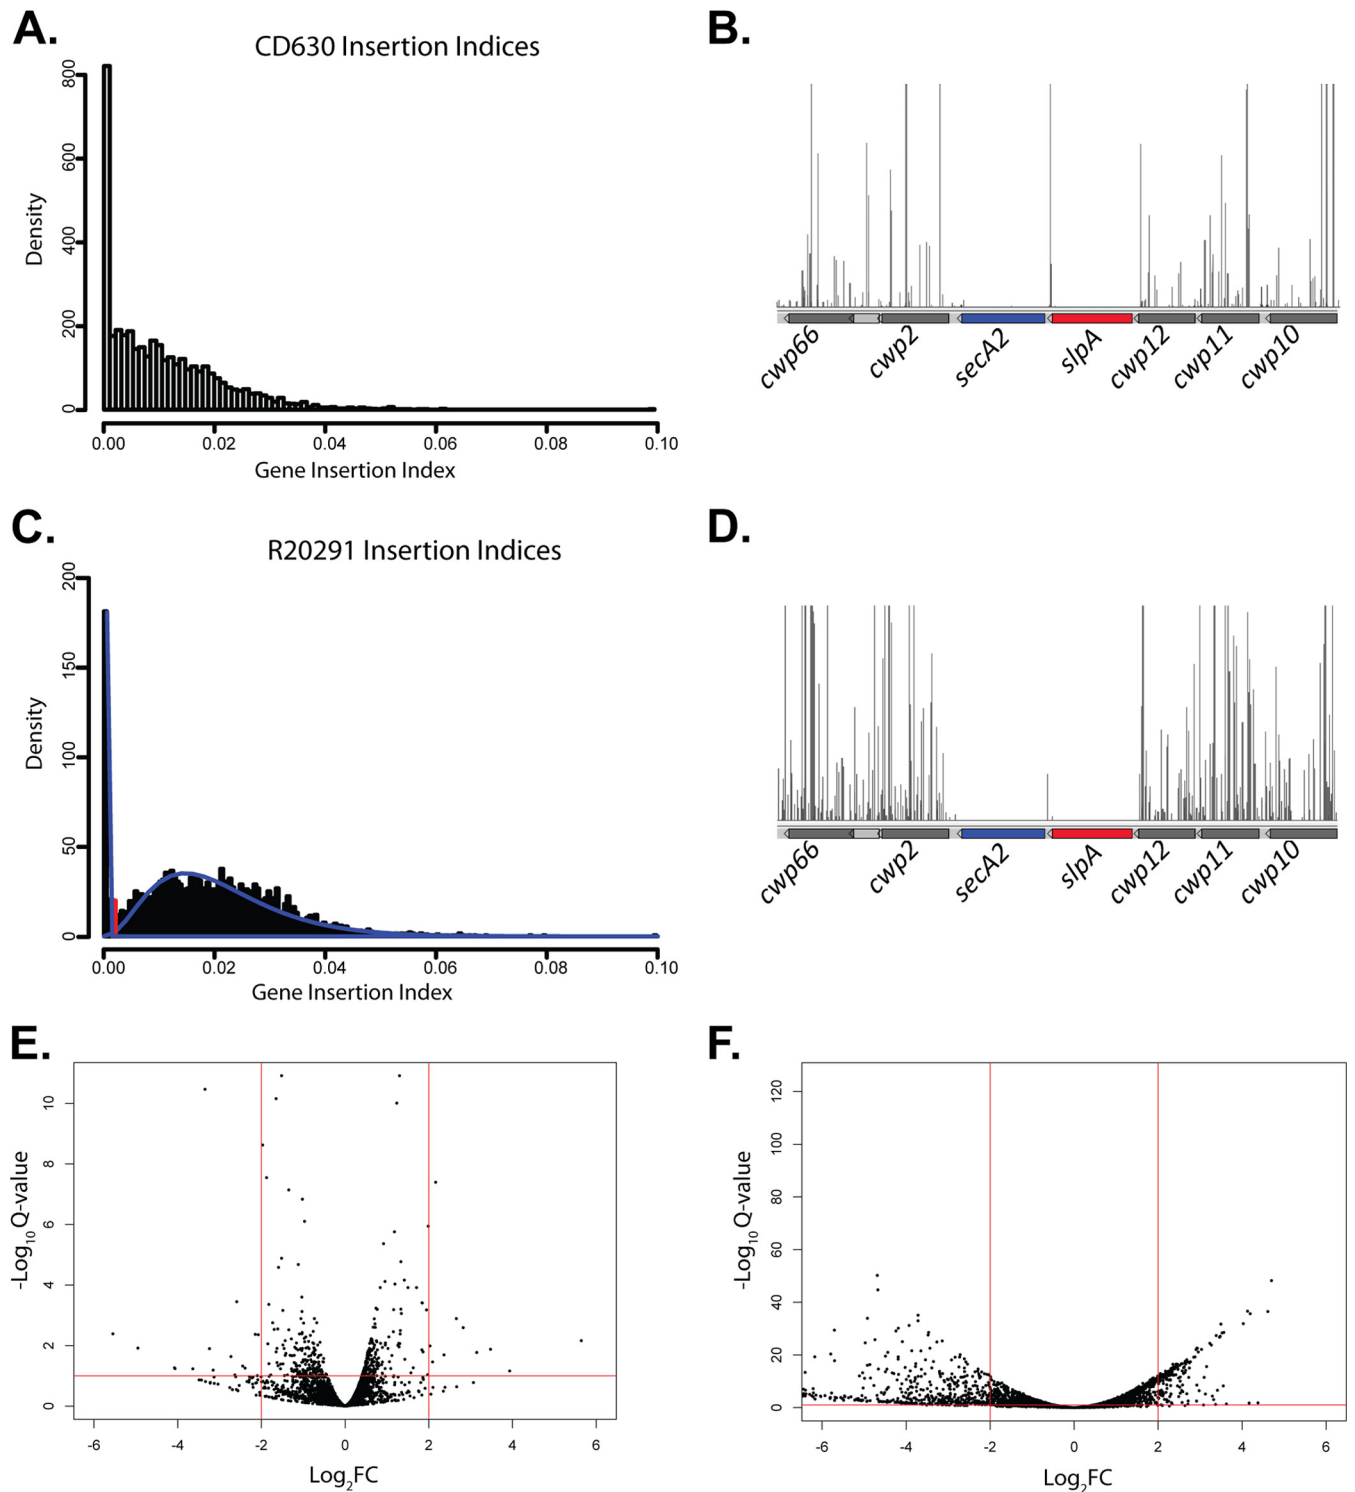 A.
CD630 Insertion Indices
Density
0
200
400
600
800
0.00 0.02 0.04 0.06 0.08 0.10
Gene Insertion Index
B.
cwp66 cwp2 secA2 slpA cwp12 cwp11 cwp10
C.
R20291 Insertion Indices
Density
0
50
100
150
200
0.00 0.02 0.04 0.06 0.08 0.10
Gene Insertion Index
D.
cwp66 cwp2 secA2 slpA cwp12 cwp11 cwp10
E.
-Log10 Q-value
0
2
4
6
8
10
-6 -4 -2 0 2 4 6
Log2FC
F.
-Log10 Q-value
0
20
40
60
80
100
120
-6 -4 -2 0 2 4 6
Log2FC